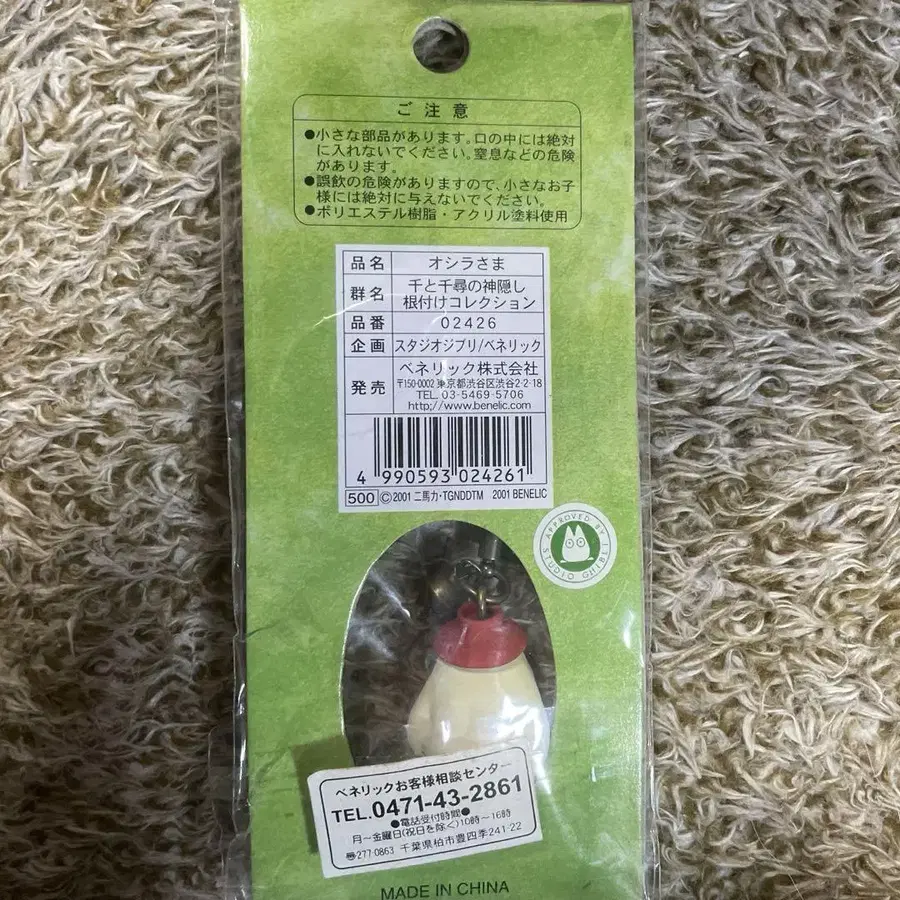 ご注意
●小さな部品があります。口の中には絶対
に入れないでください。窒息などの危険
があります。
●誤飲の危険がありますので、小さなお子
様には絶対に与えないでください。
●ポリエステル樹脂・アクリル塗料使用
品名 オシラさま
群名 千と千尋の神隠し
根付けコレクション
品番 02426
企画 スタジオジブリ/ベネリック
発売 ベネリック株式会社
〒150-0002 東京都渋谷区渋谷2-2-18
TEL. 03-5469-5706
http://www.benelic.com
4 990593 024261
500 ©2001 二馬力・TGNDDTM 2001 BENELIC
APPROVED BY STUDIO GHIBLI
ベネリックお客様相談センター
TEL.0471-43-2861
●電話受付時間●
月〜金曜日(祝日を除く)10時〜16時
〠277-0863 千葉県柏市豊四季241-22
MADE IN CHINA